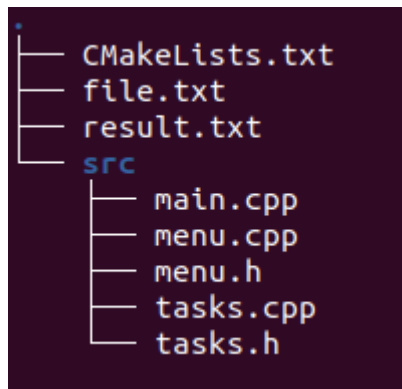 .
├── CMakeLists.txt
├── file.txt
├── result.txt
└── src
    ├── main.cpp
    ├── menu.cpp
    ├── menu.h
    ├── tasks.cpp
    └── tasks.h